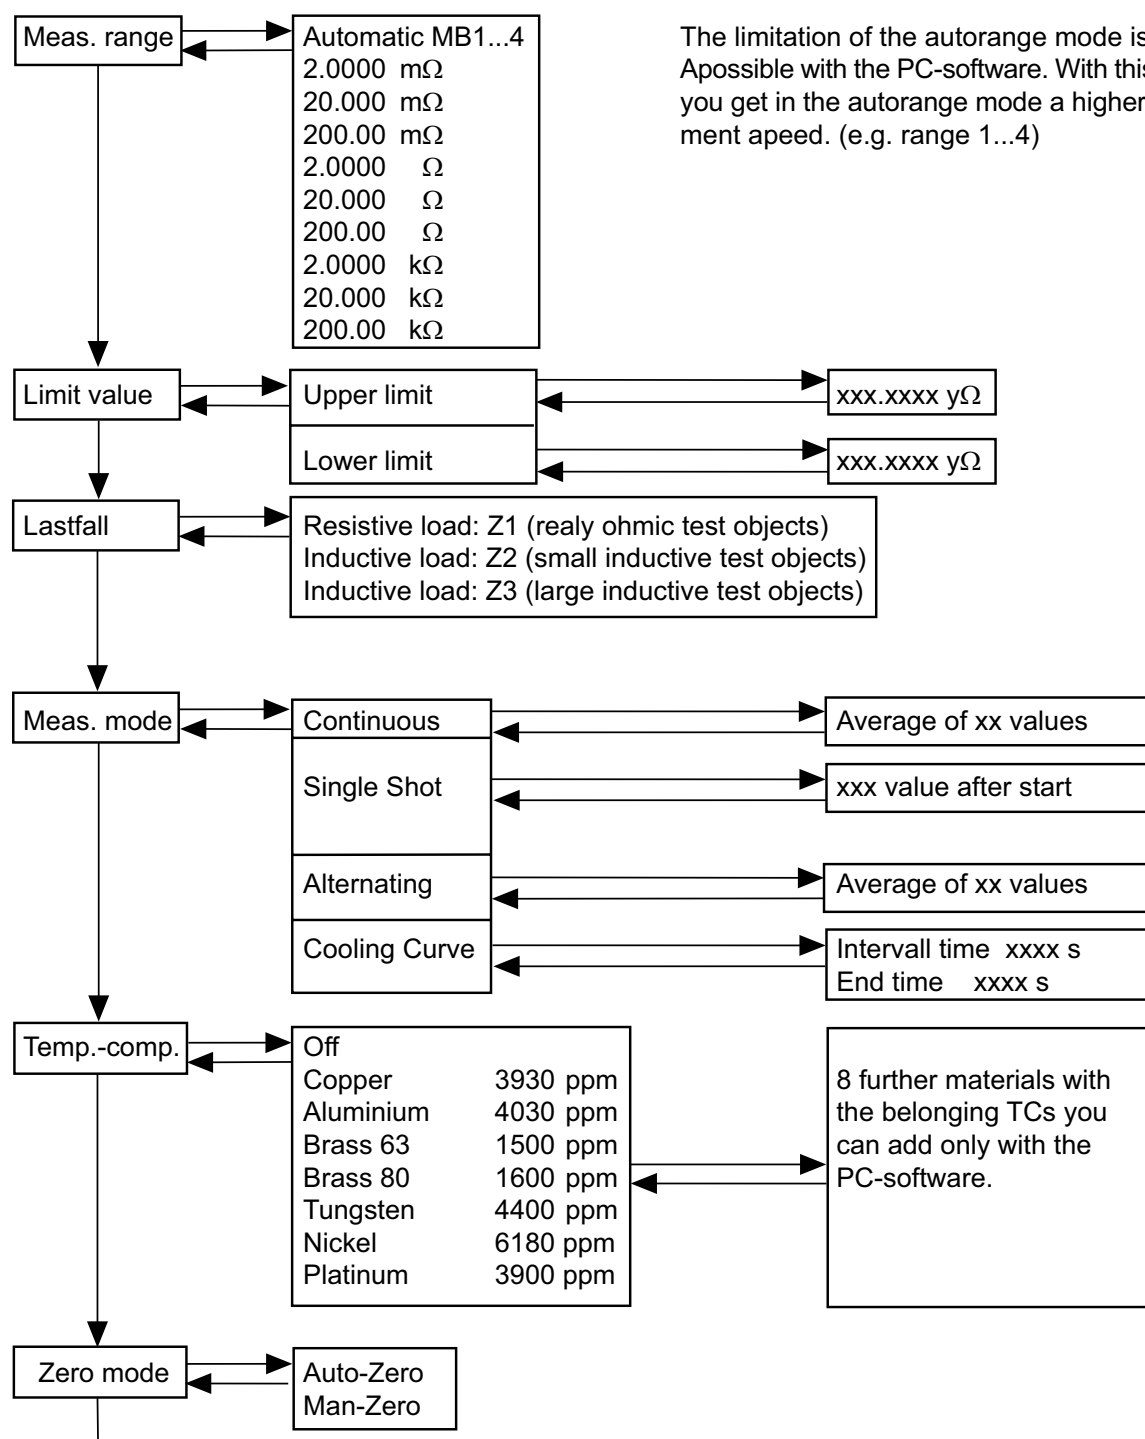 Meas. range
Automatic MB1...4
2.0000 mΩ
20.000 mΩ
200.00 mΩ
2.0000 Ω
20.000 Ω
200.00 Ω
2.0000 kΩ
20.000 kΩ
200.00 kΩ
The limitation of the autorange mode is
Apossible with the PC-software. With this
you get in the autorange mode a higher
ment apeed. (e.g. range 1...4)
Limit value
Upper limit
xxx.xxxx yΩ
Lower limit
xxx.xxxx yΩ
Lastfall
Resistive load: Z1 (realy ohmic test objects)
Inductive load: Z2 (small inductive test objects)
Inductive load: Z3 (large inductive test objects)
Meas. mode
Continuous
Average of xx values
Single Shot
xxx value after start
Alternating
Average of xx values
Cooling Curve
Intervall time xxxx s
End time xxxx s
Temp.-comp.
Off
Copper 3930 ppm
Aluminium 4030 ppm
Brass 63 1500 ppm
Brass 80 1600 ppm
Tungsten 4400 ppm
Nickel 6180 ppm
Platinum 3900 ppm
8 further materials with
the belonging TCs you
can add only with the
PC-software.
Zero mode
Auto-Zero
Man-Zero